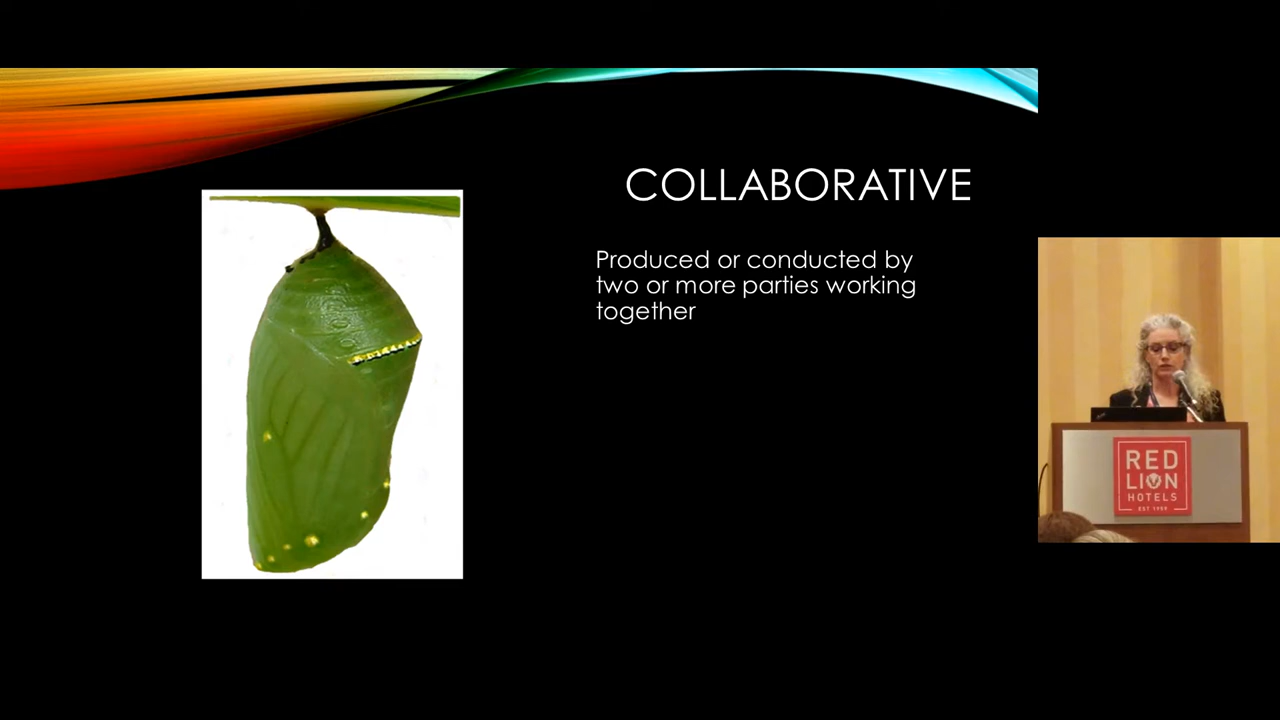 COLLABORATIVE
Produced or conducted by
two or more parties working
together
RED
LION
HOTELS
EST 1959